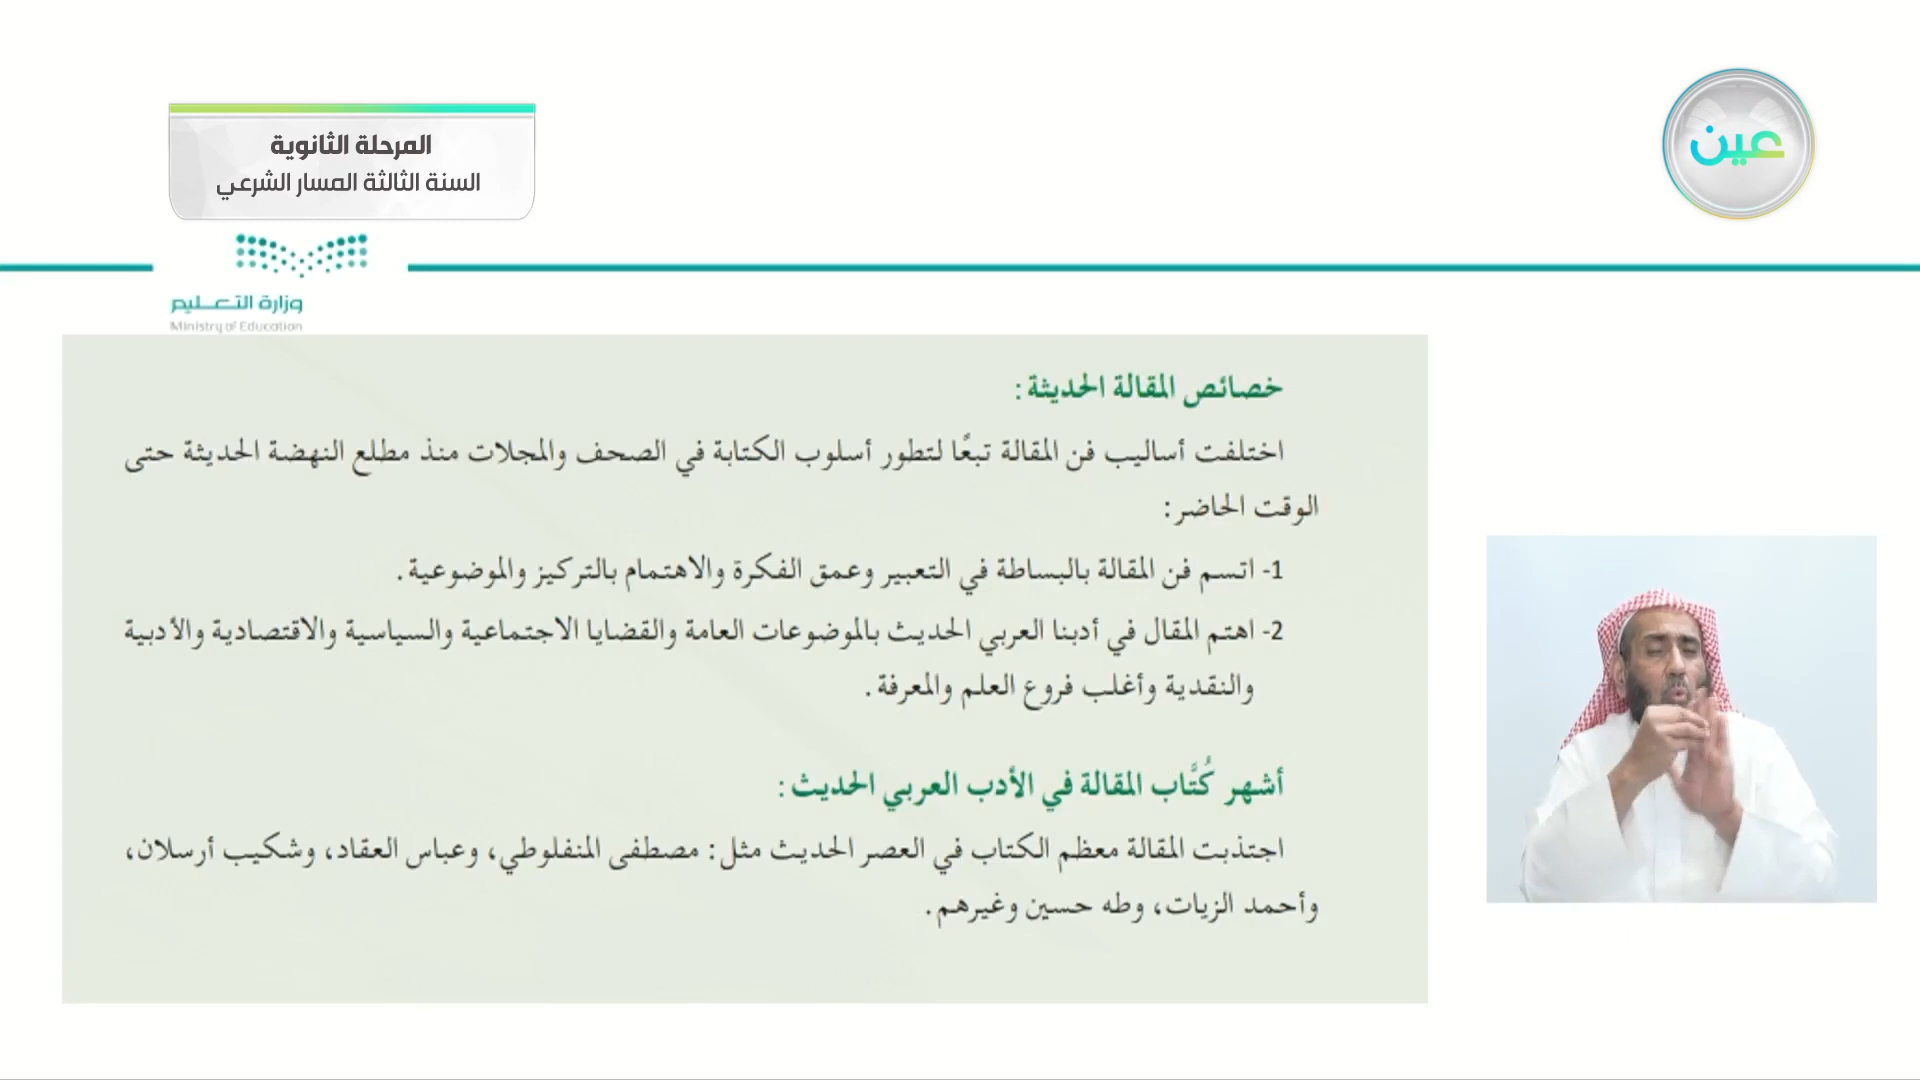 عين
المرحلة الثانوية
السنة الثالثة المسار الشرعي
وزارة التعليم
Ministry of Education
خصائص المقالة الحديثة:
اختلفت أساليب فن المقالة تبعًا لتطور أسلوب الكتابة في الصحف والمجلات منذ مطلع النهضة الحديثة حتى
الوقت الحاضر:
1- اتسم فن المقالة بالبساطة في التعبير وعمق الفكرة والاهتمام بالتركيز والموضوعية.
2- اهتم المقال في أدبنا العربي الحديث بالموضوعات العامة والقضايا الاجتماعية والسياسية والاقتصادية والأدبية
والنقدية وأغلب فروع العلم والمعرفة.
أشهر كُتَّاب المقالة في الأدب العربي الحديث:
اجتذبت المقالة معظم الكتاب في العصر الحديث مثل: مصطفى المنفلوطي، وعباس العقاد، وشكيب أرسلان،
وأحمد الزيات، وطه حسين وغيرهم.